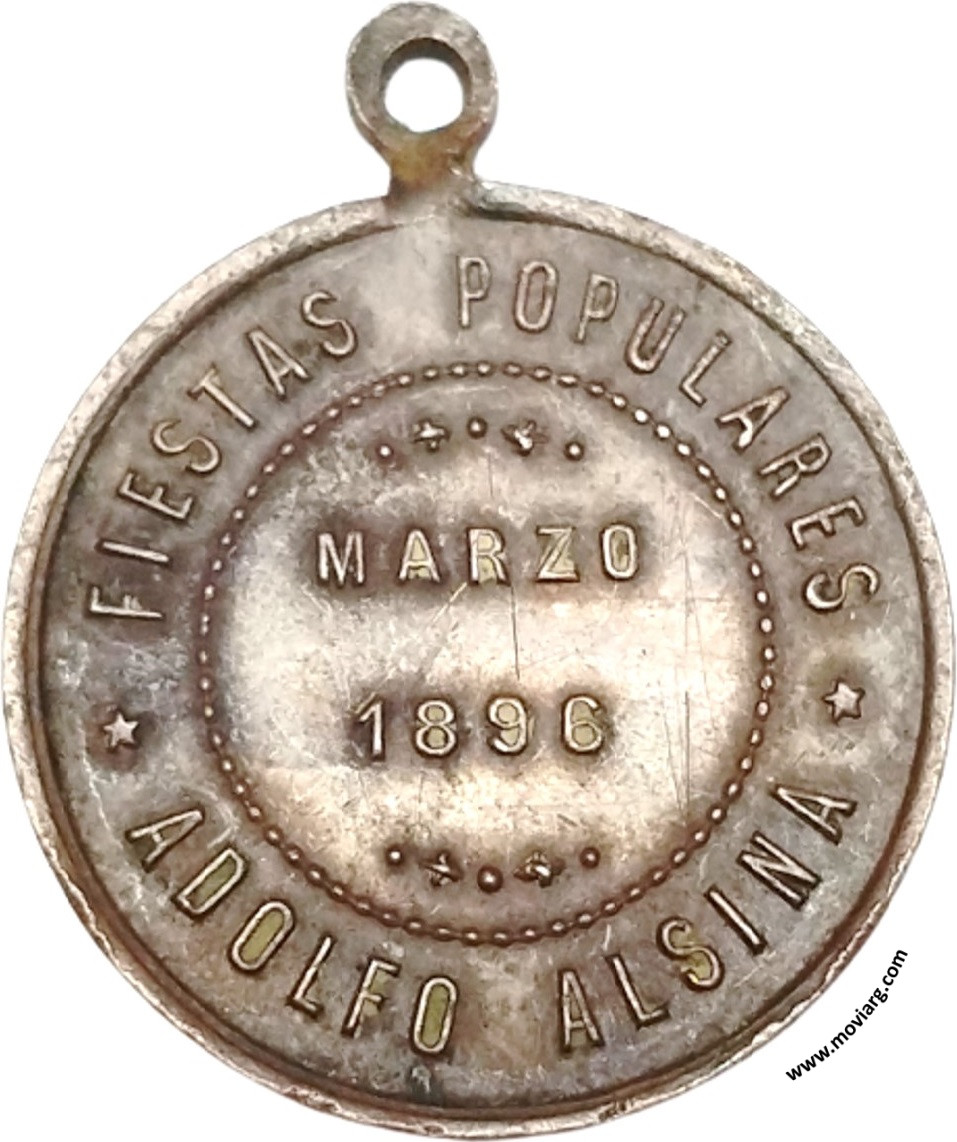 FIESTAS POPULARES
MARZO
1896
ADOLFO ALSINA
www.moviarg.com